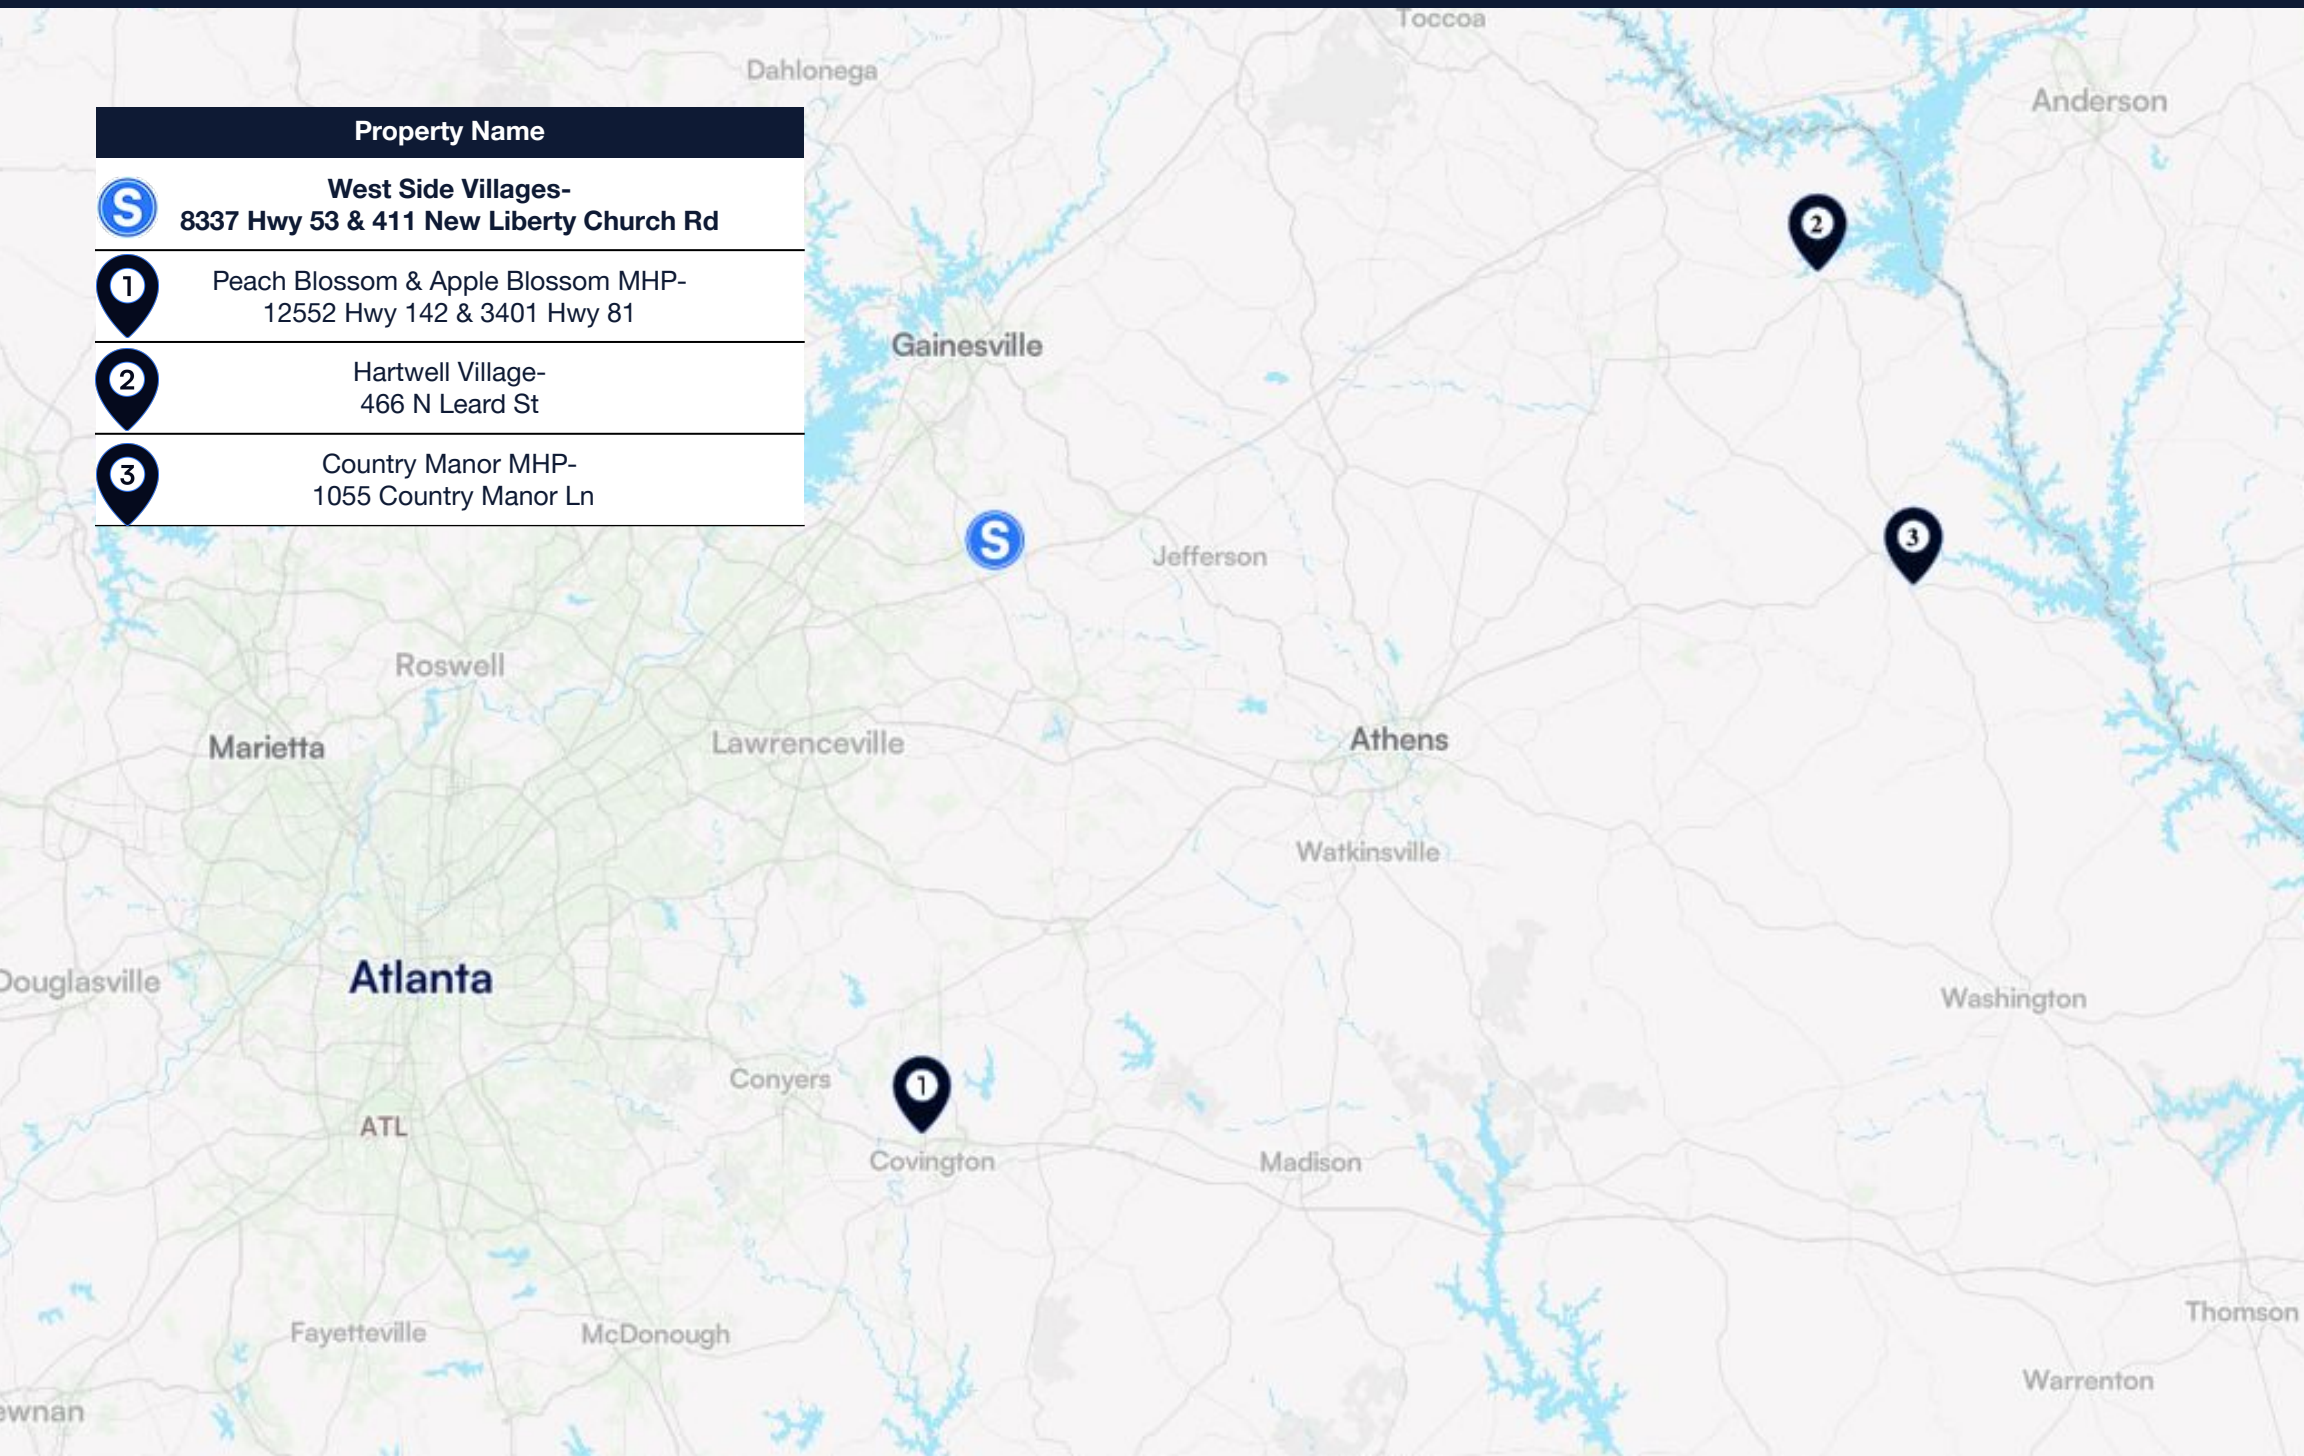 Toccoa
Dahlonega
Anderson
Property Name
S
West Side Villages-
8337 Hwy 53 & 411 New Liberty Church Rd
1
Peach Blossom & Apple Blossom MHP-
12552 Hwy 142 & 3401 Hwy 81
2
Hartwell Village-
466 N Leard St
3
Country Manor MHP-
1055 Country Manor Ln
2
Gainesville
S
Jefferson
3
Roswell
Marietta
Lawrenceville
Athens
Watkinsville
Douglasville
Atlanta
Washington
Conyers
1
ATL
Covington
Madison
Fayetteville
McDonough
Thomson
Warrenton
ewnan